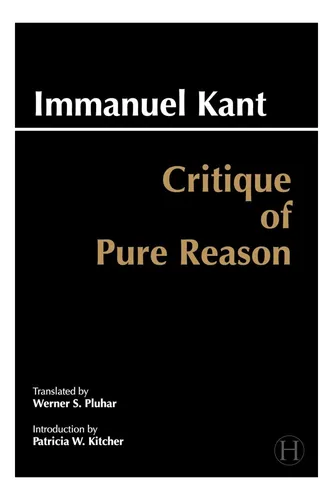 Immanuel Kant
Critique
of
Pure Reason
Translated by
Werner S. Pluhar
Introduction by
Patricia W. Kitcher
H